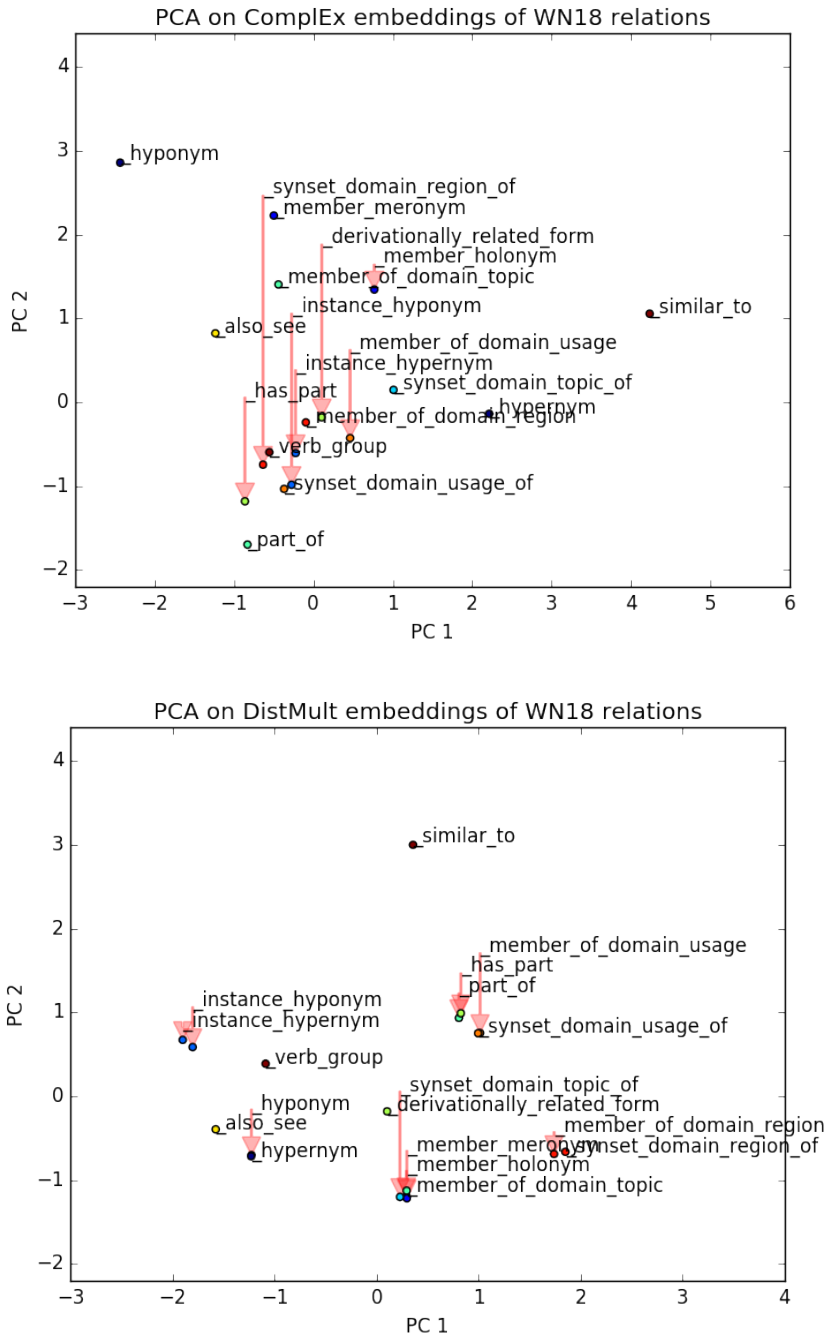 PCA on ComplEx embeddings of WN18 relations
4
3
2
1
0
−1
−2
PC 2
_hyponym
_synset_domain_region_of
_member_meronym
_derivationally_related_form
_member_holonym
_member_of_domain_topic
_instance_hyponym
_similar_to
_also_see
_member_of_domain_usage
_instance_hypernym
_synset_domain_topic_of
_has_part
_hypernym
_member_of_domain_region
_verb_group
_synset_domain_usage_of
_part_of
−3 −2 −1 0 1 2 3 4 5 6
PC 1
PCA on DistMult embeddings of WN18 relations
4
3
2
1
0
−1
−2
PC 2
_similar_to
_member_of_domain_usage
_has_part
_part_of
_instance_hyponym
_instance_hypernym
_synset_domain_usage_of
_verb_group
_synset_domain_topic_of
_hyponym
_derivationally_related_form
_also_see
_member_of_domain_region
_member_meronym
_synset_domain_region_of
_hypernym
_member_holonym
_member_of_domain_topic
−3 −2 −1 0 1 2 3 4
PC 1